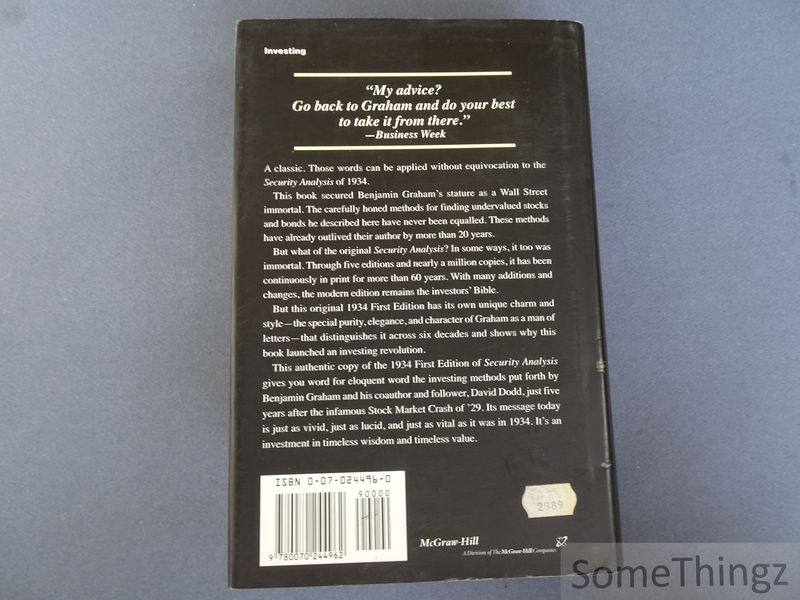 Investing
“My advice?
Go back to Graham and do your best
to take it from there.”
—Business Week
A classic. Those words can be applied without equivocation to the
Security Analysis of 1934.
This book secured Benjamin Graham's stature as a Wall Street
immortal. The carefully honed methods for finding undervalued stocks
and bonds he described here have never been equalled. These methods
have already outlived their author by more than 20 years.
But what of the original Security Analysis? In some ways, it too was
immortal. Through five editions and nearly a million copies, it has been
continuously in print for more than 60 years. With many additions and
changes, the modern edition remains the investors' Bible.
But this original 1934 First Edition has its own unique charm and
style—the special purity, elegance, and character of Graham as a man of
letters—that distinguishes it across six decades and shows why this
book launched an investing revolution.
This authentic copy of the 1934 First Edition of Security Analysis
gives you word for eloquent word the investing methods put forth by
Benjamin Graham and his coauthor and follower, David Dodd, just five
years after the infamous Stock Market Crash of '29. Its message today
is just as vivid, just as lucid, and just as vital as it was in 1934. It's an
investment in timeless wisdom and timeless value.
ISBN 0-07-024496-0
90000
9 780070 244962
2989
McGraw-Hill
A Division of The McGraw-Hill Companies
SomeThingz